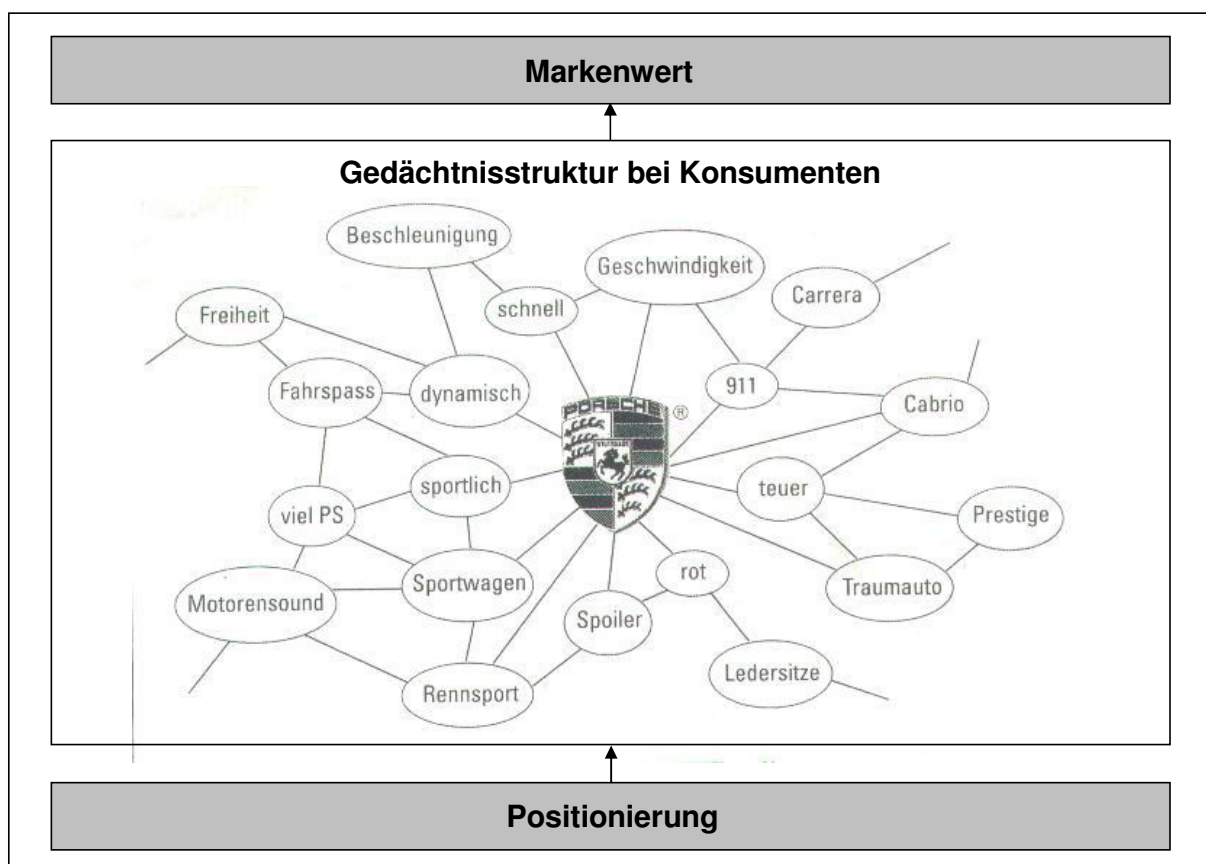 Markenwert
Gedächtnisstruktur bei Konsumenten
Beschleunigung
Geschwindigkeit
Carrera
Freiheit
schnell
Fahrspass
dynamisch
911
Cabrio
PORSCHE ®
sportlich
teuer
viel PS
Prestige
rot
Sportwagen
Traumauto
Motorensound
Spoiler
Ledersitze
Rennsport
Positionierung